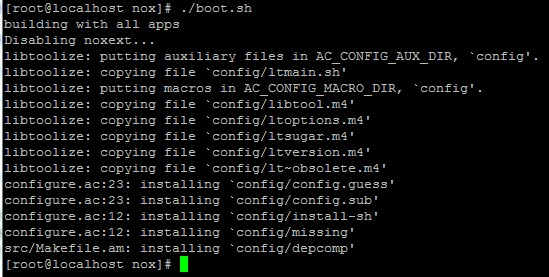 [root@localhost nox]# ./boot.sh
building with all apps
Disabling noxext...
libtoolize: putting auxiliary files in AC_CONFIG_AUX_DIR, `config'.
libtoolize: copying file `config/ltmain.sh'
libtoolize: putting macros in AC_CONFIG_MACRO_DIR, `config'.
libtoolize: copying file `config/libtool.m4'
libtoolize: copying file `config/ltoptions.m4'
libtoolize: copying file `config/ltsugar.m4'
libtoolize: copying file `config/ltversion.m4'
libtoolize: copying file `config/lt~obsolete.m4'
configure.ac:23: installing `config/config.guess'
configure.ac:23: installing `config/config.sub'
configure.ac:12: installing `config/install-sh'
configure.ac:12: installing `config/missing'
src/Makefile.am: installing `config/depcomp'
[root@localhost nox]#